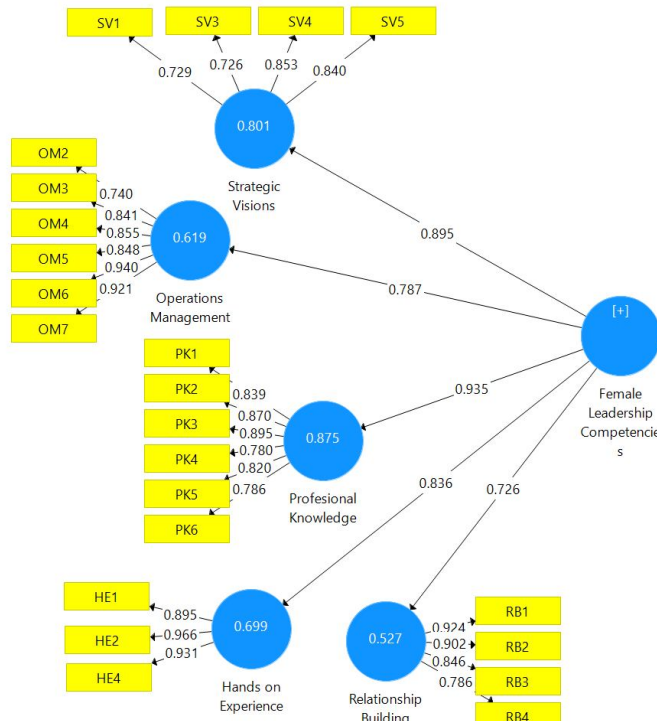 SV1 SV3 SV4 SV5
0.729 0.726 0.853 0.840
0.801
Strategic
Visions
OM2
OM3
OM4
OM5
OM6
OM7
0.740
0.841
0.855
0.848
0.940
0.921
0.619
Operations
Management
0.895
0.787
[+]
Female
Leadership
Competencie
s
PK1
PK2
PK3
PK4
PK5
PK6
0.839
0.870
0.895
0.780
0.820
0.786
0.875
Profesional
Knowledge
0.935
0.836
0.726
HE1
HE2
HE4
0.895
0.966
0.931
0.699
Hands on
Experience
0.527
Relationship
Building
0.924
0.902
0.846
0.786
RB1
RB2
RB3
RB4